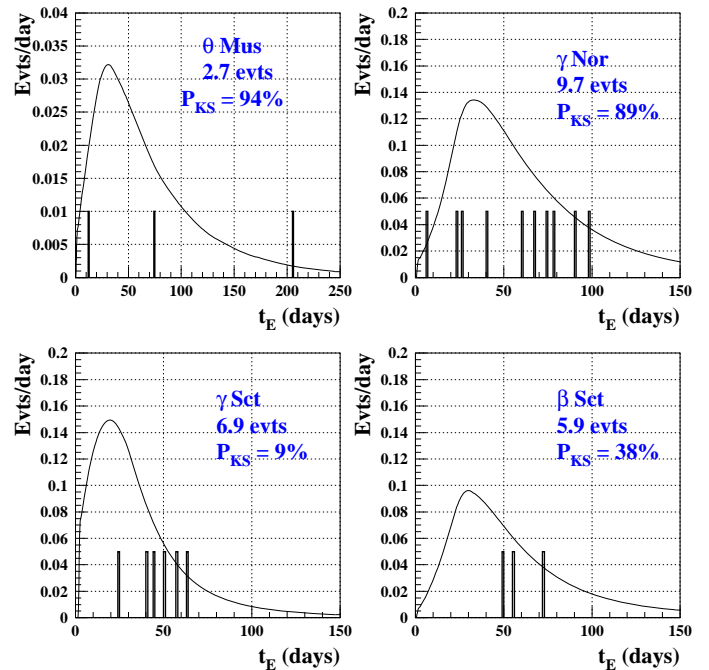 Evts/day
0.04
0.035
0.03
0.025
0.02
0.015
0.01
0.005
0
θ Mus
2.7 evts
P_KS = 94%
0 50 100 150 200 250
t_E (days)
Evts/day
0.2
0.18
0.16
0.14
0.12
0.1
0.08
0.06
0.04
0.02
0
γ Nor
9.7 evts
P_KS = 89%
0 50 100 150
t_E (days)
Evts/day
0.2
0.18
0.16
0.14
0.12
0.1
0.08
0.06
0.04
0.02
0
γ Sct
6.9 evts
P_KS = 9%
0 50 100 150
t_E (days)
Evts/day
0.2
0.18
0.16
0.14
0.12
0.1
0.08
0.06
0.04
0.02
0
β Sct
5.9 evts
P_KS = 38%
0 50 100 150
t_E (days)